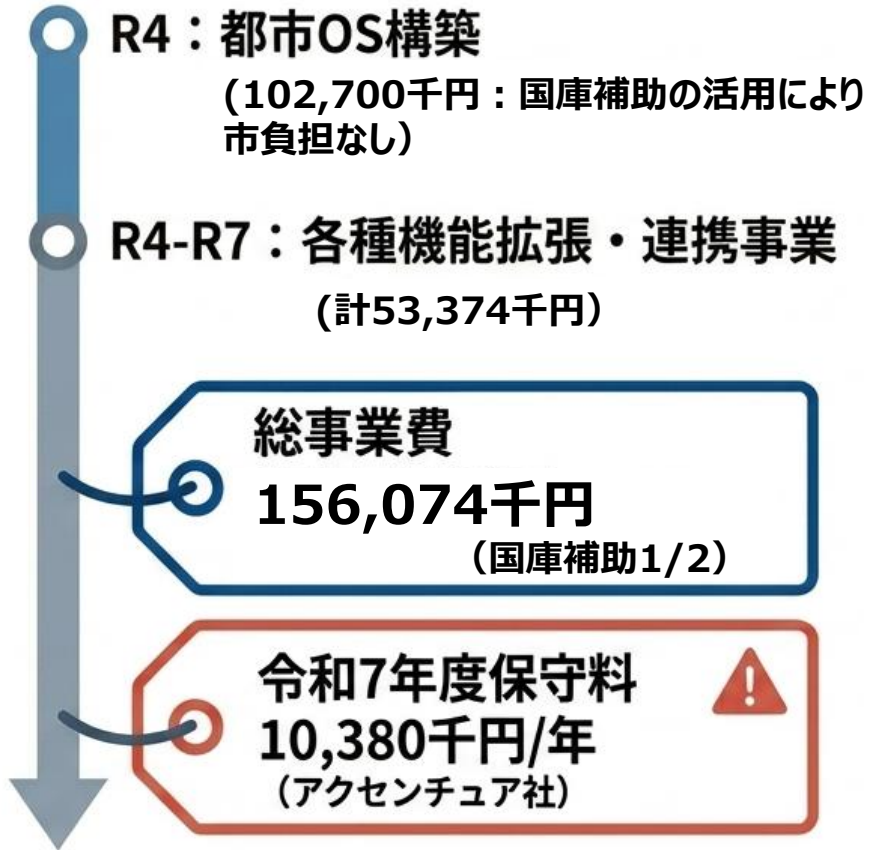 R4：都市OS構築
(102,700千円：国庫補助の活用により
市負担なし）
R4-R7：各種機能拡張・連携事業
(計53,374千円）
総事業費
156,074千円
（国庫補助1/2）
令和7年度保守料
10,380千円/年
（アクセンチュア社）